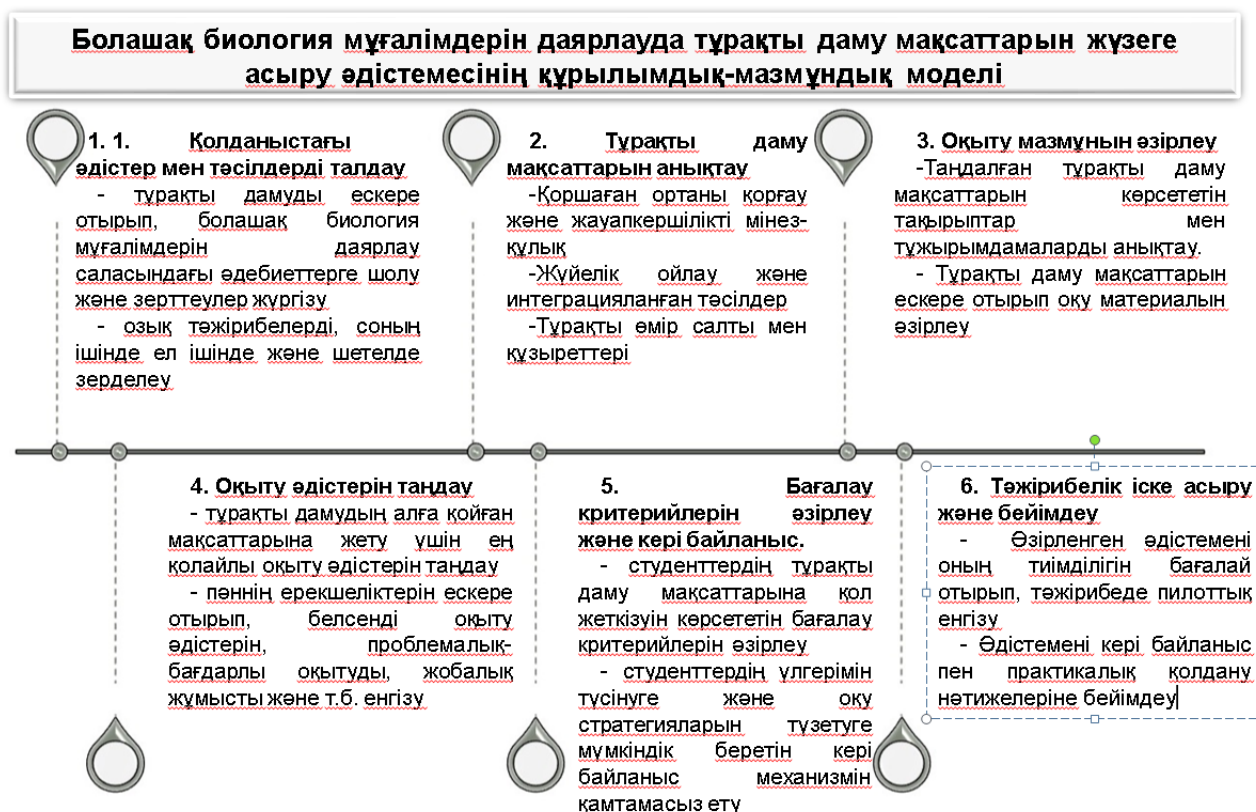 Болашақ биология мұғалімдерін даярлауда тұрақты даму мақсаттарын жүзеге
асыру әдістемесінің құрылымдық-мазмұндық моделі
1. 1. Қолданыстағы
әдістер мен тәсілдерді талдау
- тұрақты дамуды ескере
отырып, болашақ биология
мұғалімдерін даярлау
саласындағы әдебиеттерге шолу
және зерттеулер жүргізу
- озық тәжірибелерді, соның
ішінде ел ішінде және шетелде
зерделеу
2. Тұрақты даму
мақсаттарын анықтау
-Қоршаған ортаны қорғау
және жауапкершілікті мінез-
құлық
-Жүйелік ойлау және
интеграцияланған тәсілдер
-Тұрақты өмір салты мен
құзыреттері
3. Оқыту мазмұнын әзірлеу
-Таңдалған тұрақты даму
мақсаттарын көрсететін
тақырыптар мен
тұжырымдамаларды анықтау.
- Тұрақты даму мақсаттарын
ескере отырып оқу материалын
әзірлеу
4. Оқыту әдістерін таңдау
- тұрақты дамудың алға қойған
мақсаттарына жету үшін ең
қолайлы оқыту әдістерін таңдау
- пәннің ерекшеліктерін ескере
отырып, белсенді оқыту
әдістерін, проблемалық-
бағдарлы оқытуды, жобалық
жұмысты және т.б. енгізу
5. Бағалау
критерийлерін әзірлеу
және кері байланыс.
- студенттердің тұрақты
даму мақсаттарына қол
жеткізуін көрсететін бағалау
критерийлерін әзірлеу
- студенттердің үлгерімін
түсінуге және оқу
стратегияларын түзетуге
мүмкіндік беретін кері
байланыс механизмін
қамтамасыз ету
6. Тәжірибелік іске асыру
және бейімдеу
- Әзірленген әдістемені
оның тиімділігін бағалай
отырып, тәжірибеде пилоттық
енгізу
- Әдістемені кері байланыс
пен практикалық қолдану
нәтижелеріне бейімдеу